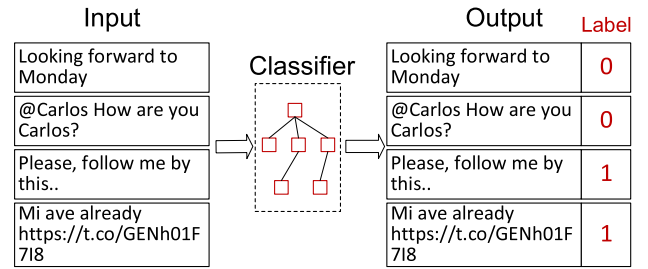 Input
Looking forward to
Monday
@Carlos How are you
Carlos?
Please, follow me by
this..
Mi ave already
https://t.co/GENh01F
7I8
Classifier
Output
Label
Looking forward to
Monday
0
@Carlos How are you
Carlos?
0
Please, follow me by
this..
1
Mi ave already
https://t.co/GENh01F
7I8
1